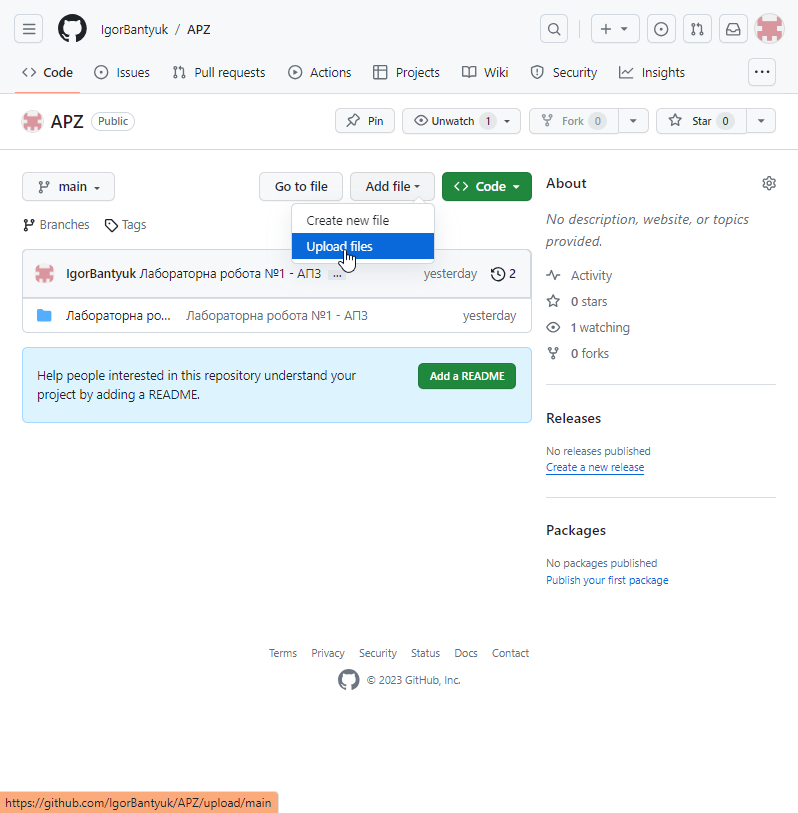 IgorBantyuk / APZ
Code Issues Pull requests Actions Projects Wiki Security Insights
APZ Public Pin Unwatch 1 Fork 0 Star 0
main Go to file Add file Code
Create new file
Upload files
Branches Tags
IgorBantyuk Лабораторна робота №1 - АПЗ ... yesterday 2
Лабораторна ро... Лабораторна робота №1 - АПЗ yesterday
Help people interested in this repository understand your
project by adding a README.
Add a README
About
No description, website, or topics
provided.
Activity
0 stars
1 watching
0 forks
Releases
No releases published
Create a new release
Packages
No packages published
Publish your first package
Terms Privacy Security Status Docs Contact
© 2023 GitHub, Inc.
https://github.com/IgorBantyuk/APZ/upload/main